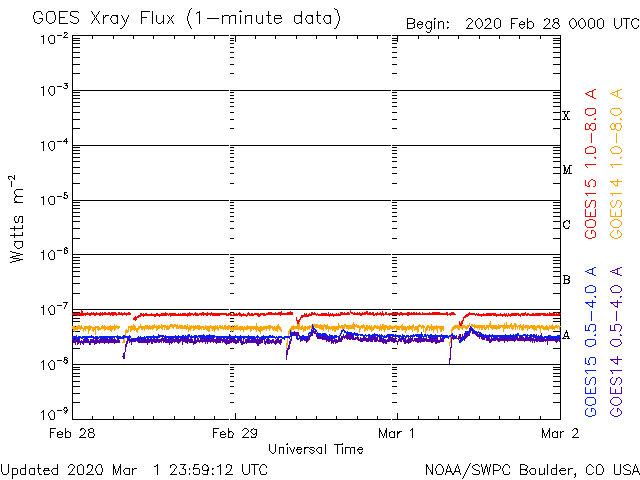 GOES Xray Flux (1-minute data)
Begin: 2020 Feb 28 0000 UTC
10⁻²
10⁻³
10⁻⁴
10⁻⁵
10⁻⁶
10⁻⁷
10⁻⁸
10⁻⁹
Watts m⁻²
X
M
C
B
A
GOES15 1.0-8.0 A
GOES14 1.0-8.0 A
GOES15 0.5-4.0 A
GOES14 0.5-4.0 A
Feb 28 Feb 29 Mar 1 Mar 2
Universal Time
Updated 2020 Mar 1 23:59:12 UTC
NOAA/SWPC Boulder, CO USA